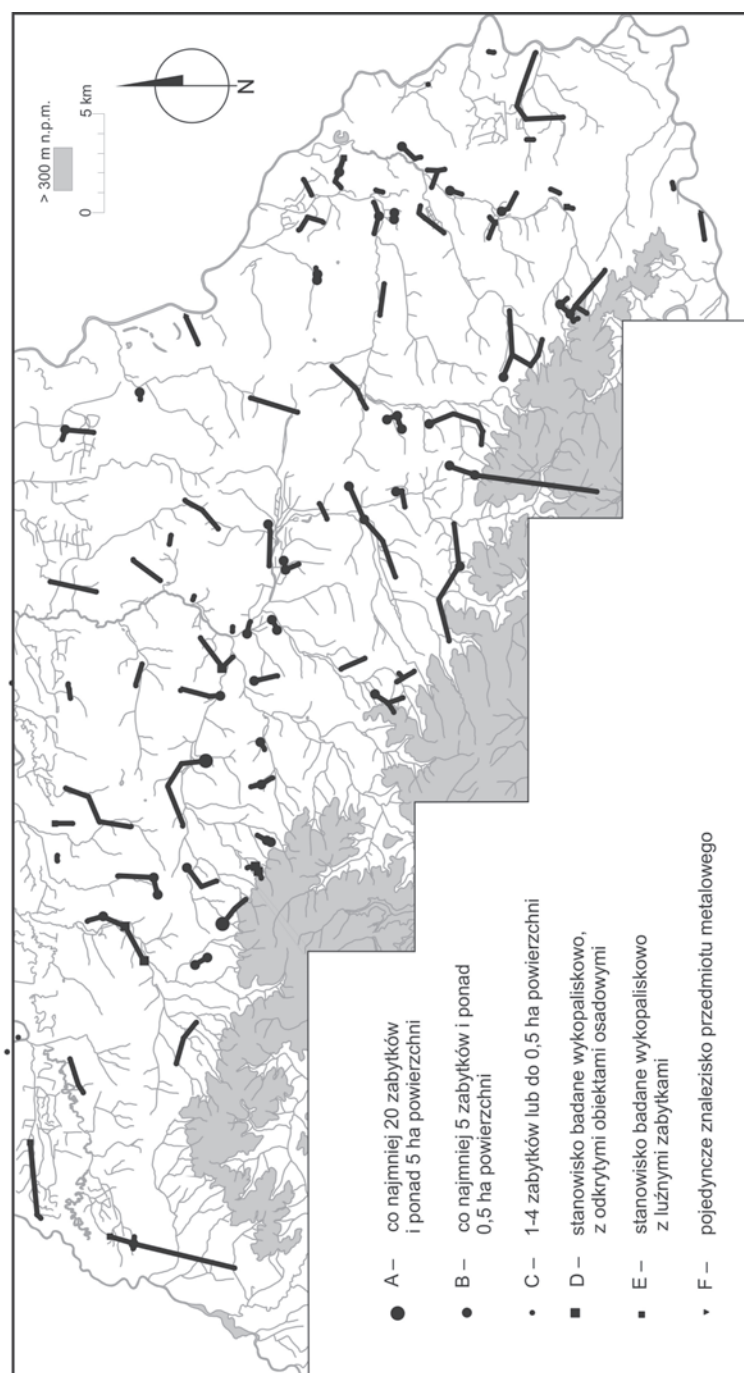 > 300 m n.p.m.
0
5 km
N
A – co najmniej 20 zabytków
i ponad 5 ha powierzchni
B – co najmniej 5 zabytków i ponad
0,5 ha powierzchni
C – 1-4 zabytków lub do 0,5 ha powierzchni
D – stanowisko badane wykopaliskowo,
z odkrytymi obiektami osadowymi
E – stanowisko badane wykopaliskowo
z luźnymi zabytkami
F – pojedyncze znalezisko przedmiotu metalowego